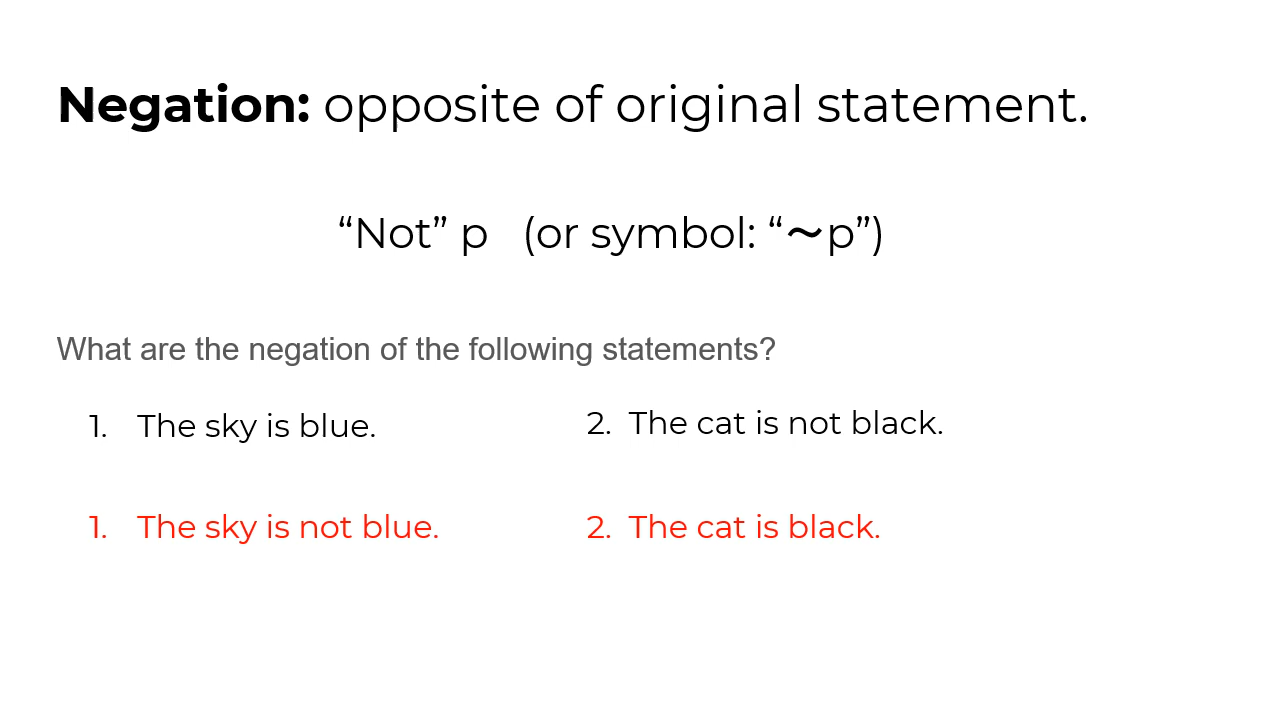 Negation: opposite of original statement.
“Not” p (or symbol: “~p”)
What are the negation of the following statements?
1. The sky is blue.
2. The cat is not black.
1. The sky is not blue.
2. The cat is black.